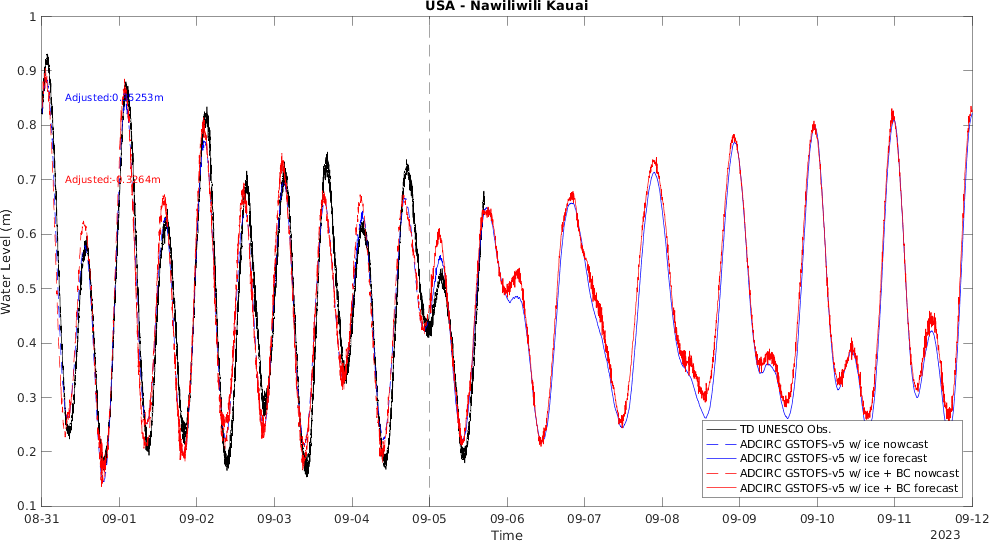 USA - Nawiliwili Kauai
1
0.9
0.8
0.7
0.6
0.5
0.4
0.3
0.2
0.1
Water Level (m)
Adjusted:-0.3264m
TD UNESCO Obs.
ADCIRC GSTOFS-v5 w/ ice nowcast
ADCIRC GSTOFS-v5 w/ ice forecast
ADCIRC GSTOFS-v5 w/ ice + BC nowcast
ADCIRC GSTOFS-v5 w/ ice + BC forecast
08-31 09-01 09-02 09-03 09-04 09-05 09-06 09-07 09-08 09-09 09-10 09-11 09-12
Time
2023